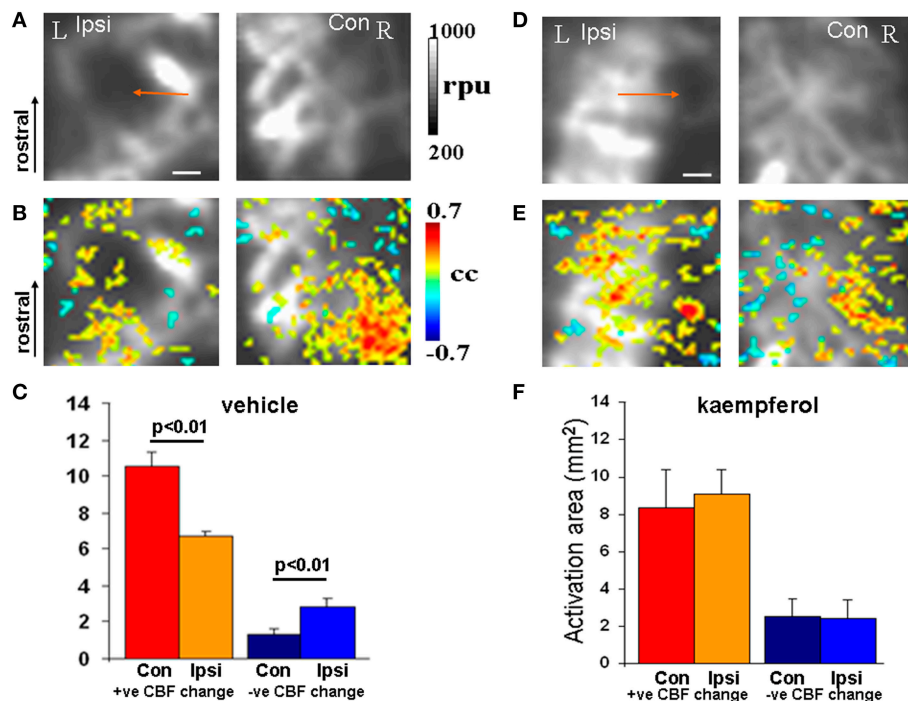 A
L Ipsi
Con R
1000
rpu
200
rostral
D
L Ipsi
Con R
B
0.7
cc
-0.7
rostral
E
C
vehicle
p<0.01
p<0.01
12
10
8
6
4
2
0
Con Ipsi Con Ipsi
+ve CBF change -ve CBF change
F
kaempferol
Activation area (mm²)
14
12
10
8
6
4
2
0
Con Ipsi Con Ipsi
+ve CBF change -ve CBF change